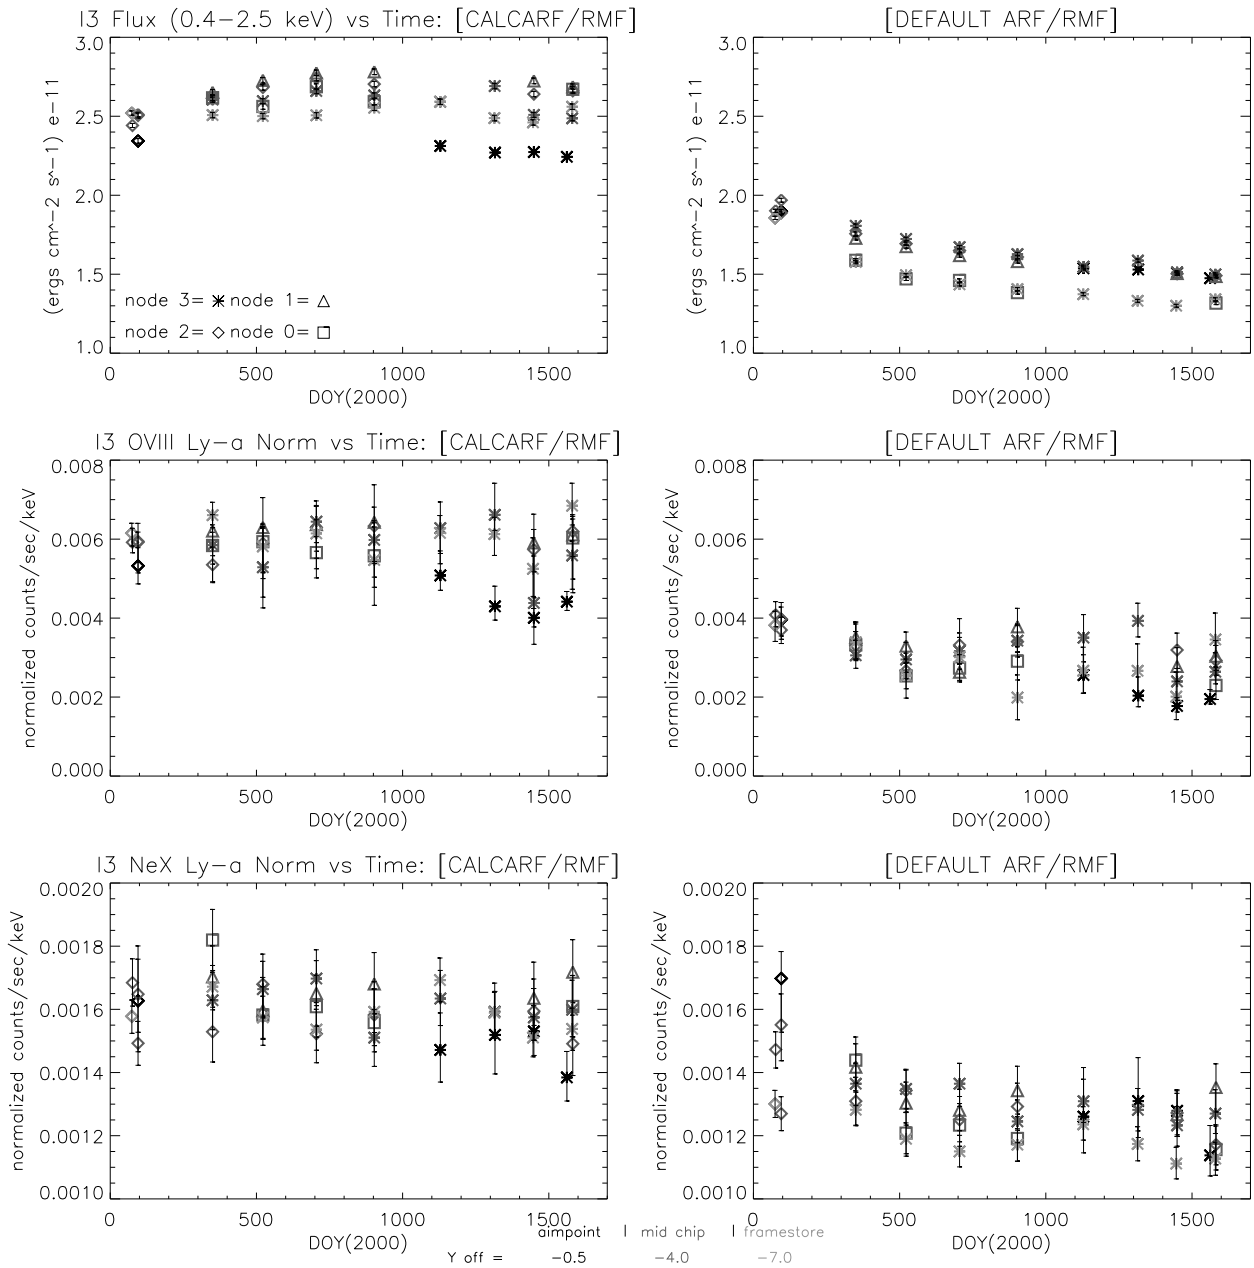 I3 Flux (0.4-2.5 keV) vs Time: [CALCARF/RMF]
[DEFAULT ARF/RMF]
(ergs cm^-2 s^-1) e-11
3.0
2.5
2.0
1.5
1.0
node 3= node 1=
node 2= node 0=
0 500 1000 1500
DOY(2000)
(ergs cm^-2 s^-1) e-11
3.0
2.5
2.0
1.5
1.0
0 500 1000 1500
DOY(2000)
I3 OVIII Ly-a Norm vs Time: [CALCARF/RMF]
[DEFAULT ARF/RMF]
normalized counts/sec/keV
0.008
0.006
0.004
0.002
0.000
0 500 1000 1500
DOY(2000)
normalized counts/sec/keV
0.008
0.006
0.004
0.002
0.000
0 500 1000 1500
DOY(2000)
I3 NeX Ly-a Norm vs Time: [CALCARF/RMF]
[DEFAULT ARF/RMF]
normalized counts/sec/keV
0.0020
0.0018
0.0016
0.0014
0.0012
0.0010
0 500 1000 1500
DOY(2000)
normalized counts/sec/keV
0.0020
0.0018
0.0016
0.0014
0.0012
0.0010
0 500 1000 1500
DOY(2000)
aimpoint | mid chip | framestore
Y off = -0.5 -4.0 -7.0